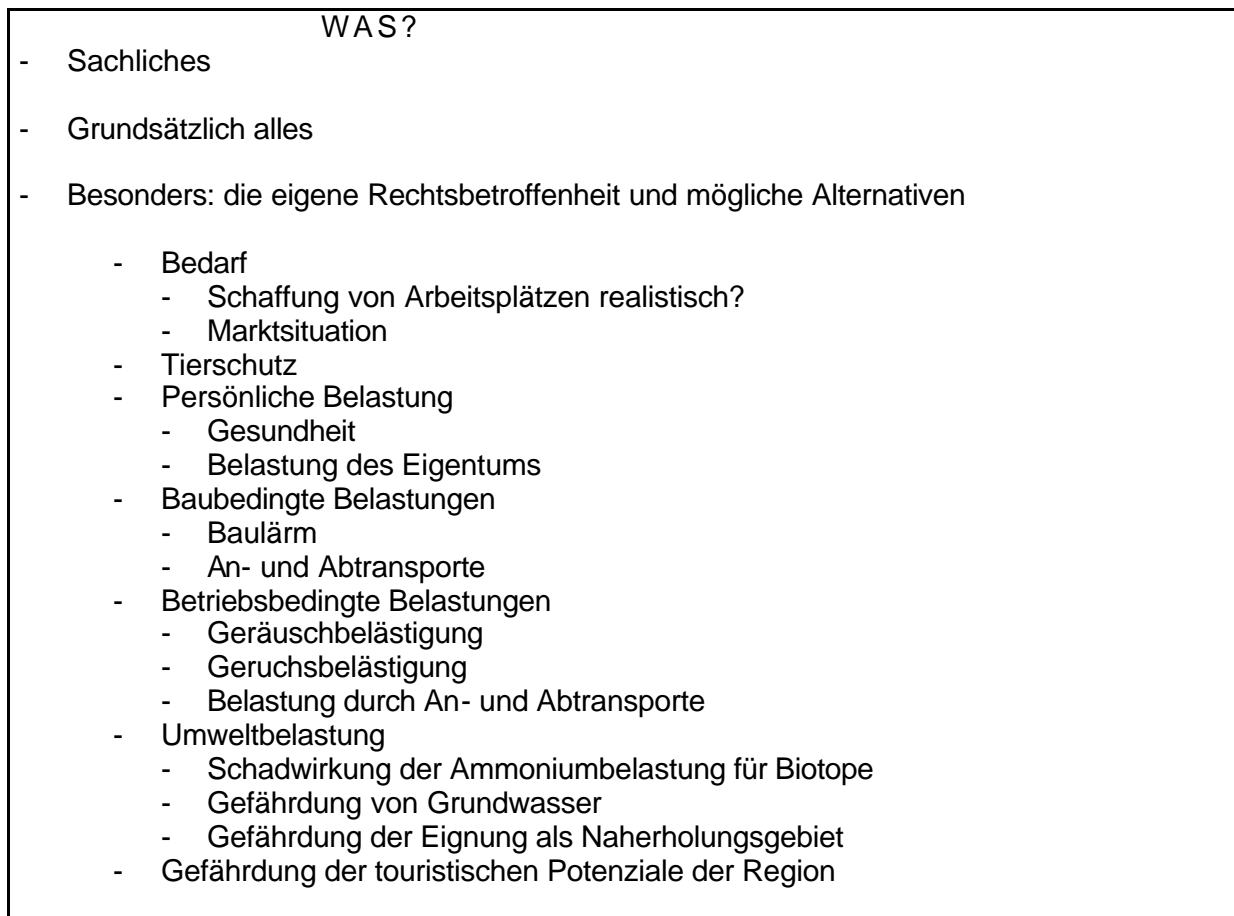 WAS?
- Sachliches
- Grundsätzlich alles
- Besonders: die eigene Rechtsbetroffenheit und mögliche Alternativen
- Bedarf
- Schaffung von Arbeitsplätzen realistisch?
- Marktsituation
- Tierschutz
- Persönliche Belastung
- Gesundheit
- Belastung des Eigentums
- Baubedingte Belastungen
- Baulärm
- An- und Abtransporte
- Betriebsbedingte Belastungen
- Geräuschbelästigung
- Geruchsbelästigung
- Belastung durch An- und Abtransporte
- Umweltbelastung
- Schadwirkung der Ammoniumbelastung für Biotope
- Gefährdung von Grundwasser
- Gefährdung der Eignung als Naherholungsgebiet
- Gefährdung der touristischen Potenziale der Region